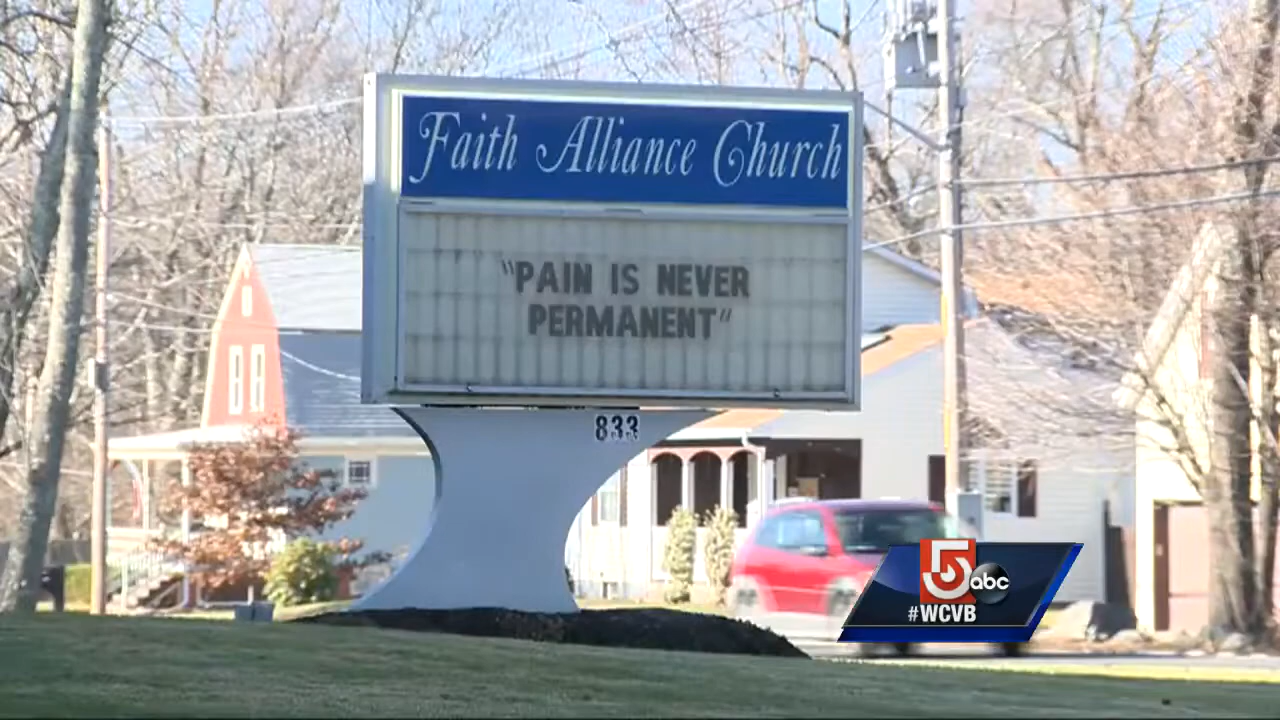 Faith Alliance Church
"PAIN IS NEVER
PERMANENT"
833
5 abc
#WCVB